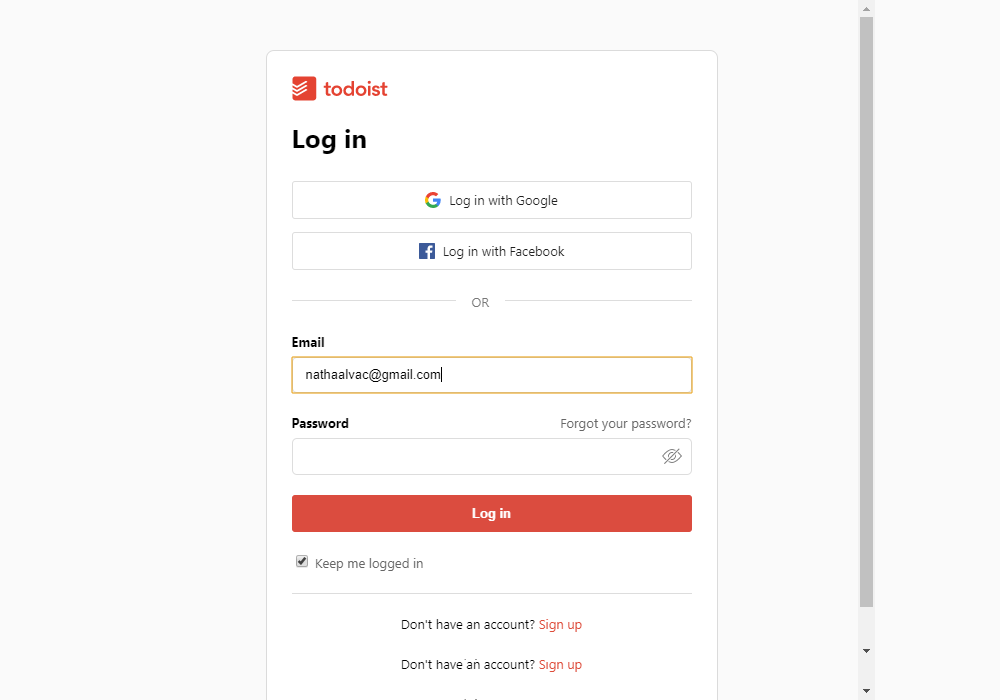 todoist
Log in
Log in with Google
Log in with Facebook
OR
Email
nathaalvac@gmail.com
Password
Forgot your password?
Log in
Keep me logged in
Don't have an account? Sign up
Don't have an account? Sign up